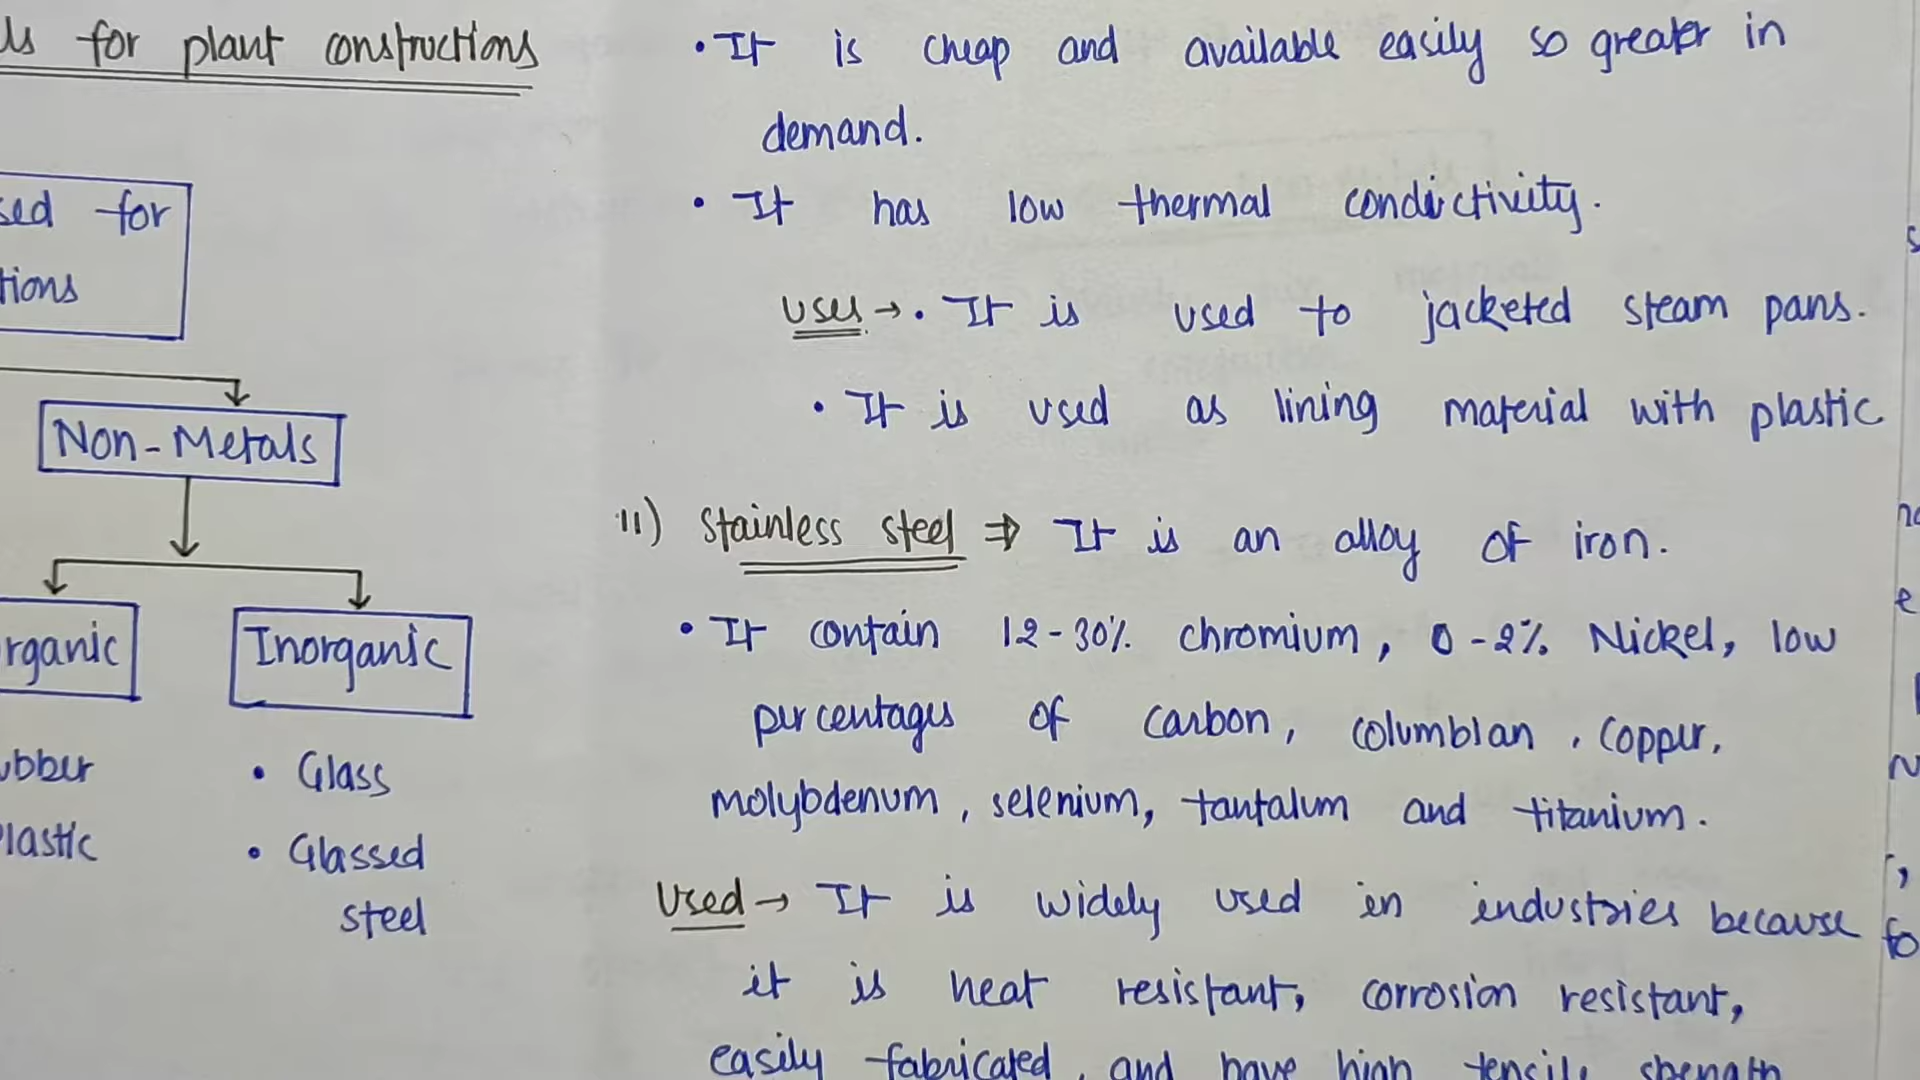 ls for plant constructions
sed for
tions
Non-Metals
rganic
Inorganic
ubber
lastic
• Glass
• Glassed
steel
• It is cheap and available easily so greater in
demand.
• It has low thermal conductivity.
uses → • It is used to jacketed steam pans.
• It is used as lining material with plastic
11) stainless steel ⇒ It is an alloy of iron.
• It contain 12-30% chromium, 0-2% Nickel, low
percentages of carbon, columbian, copper,
molybdenum, selenium, tantalum and titanium.
Used → It is widely used in industries because
it is heat resistant, corrosion resistant,
easily fabricated, and have high tensile strength